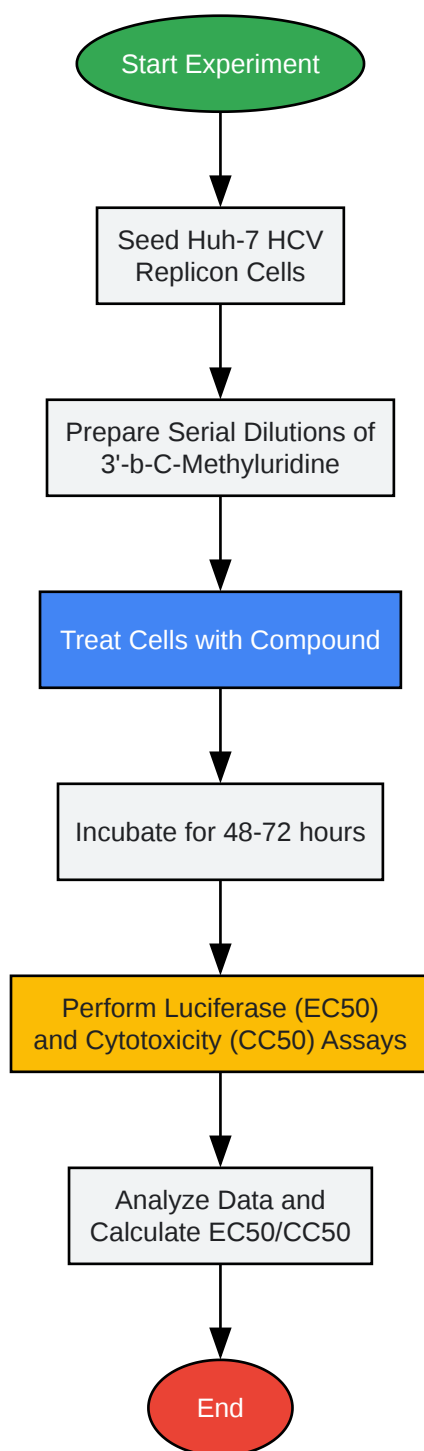 Start Experiment
Seed Huh-7 HCV
Replicon Cells
Prepare Serial Dilutions of
3'-b-C-Methyluridine
Treat Cells with Compound
Incubate for 48-72 hours
Perform Luciferase (EC50)
and Cytotoxicity (CC50) Assays
Analyze Data and
Calculate EC50/CC50
End